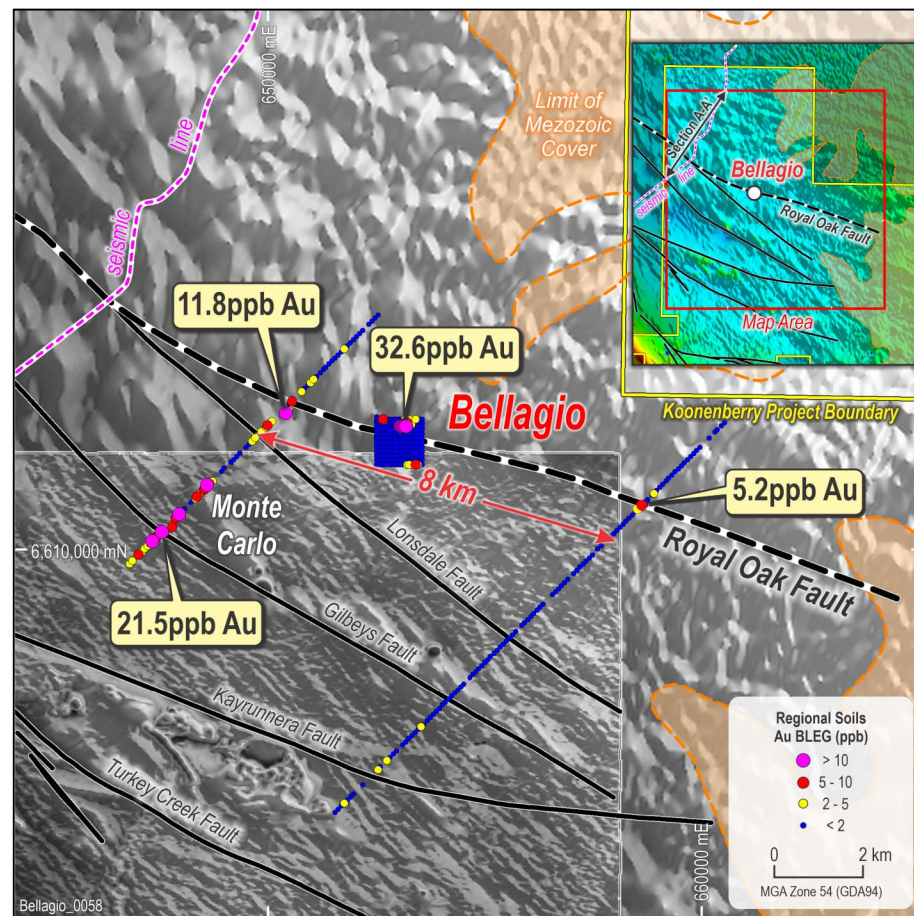 650000 mE
Limit of
Mezozoic
Cover
seismic
line
Section A-A'
Bellagio
seismic line
Royal Oak Fault
Map Area
Koonenberry Project Boundary
11.8ppb Au
32.6ppb Au
Bellagio
8 km
5.2ppb Au
Monte
Carlo
6,610,000 mN
21.5ppb Au
Lonsdale Fault
Gilbeys Fault
Royal Oak Fault
Kayrunnera Fault
Turkey Creek Fault
660000 mE
Regional Soils
Au BLEG (ppb)
> 10
5 - 10
2 - 5
< 2
0 2 km
MGA Zone 54 (GDA94)
Bellagio_0058